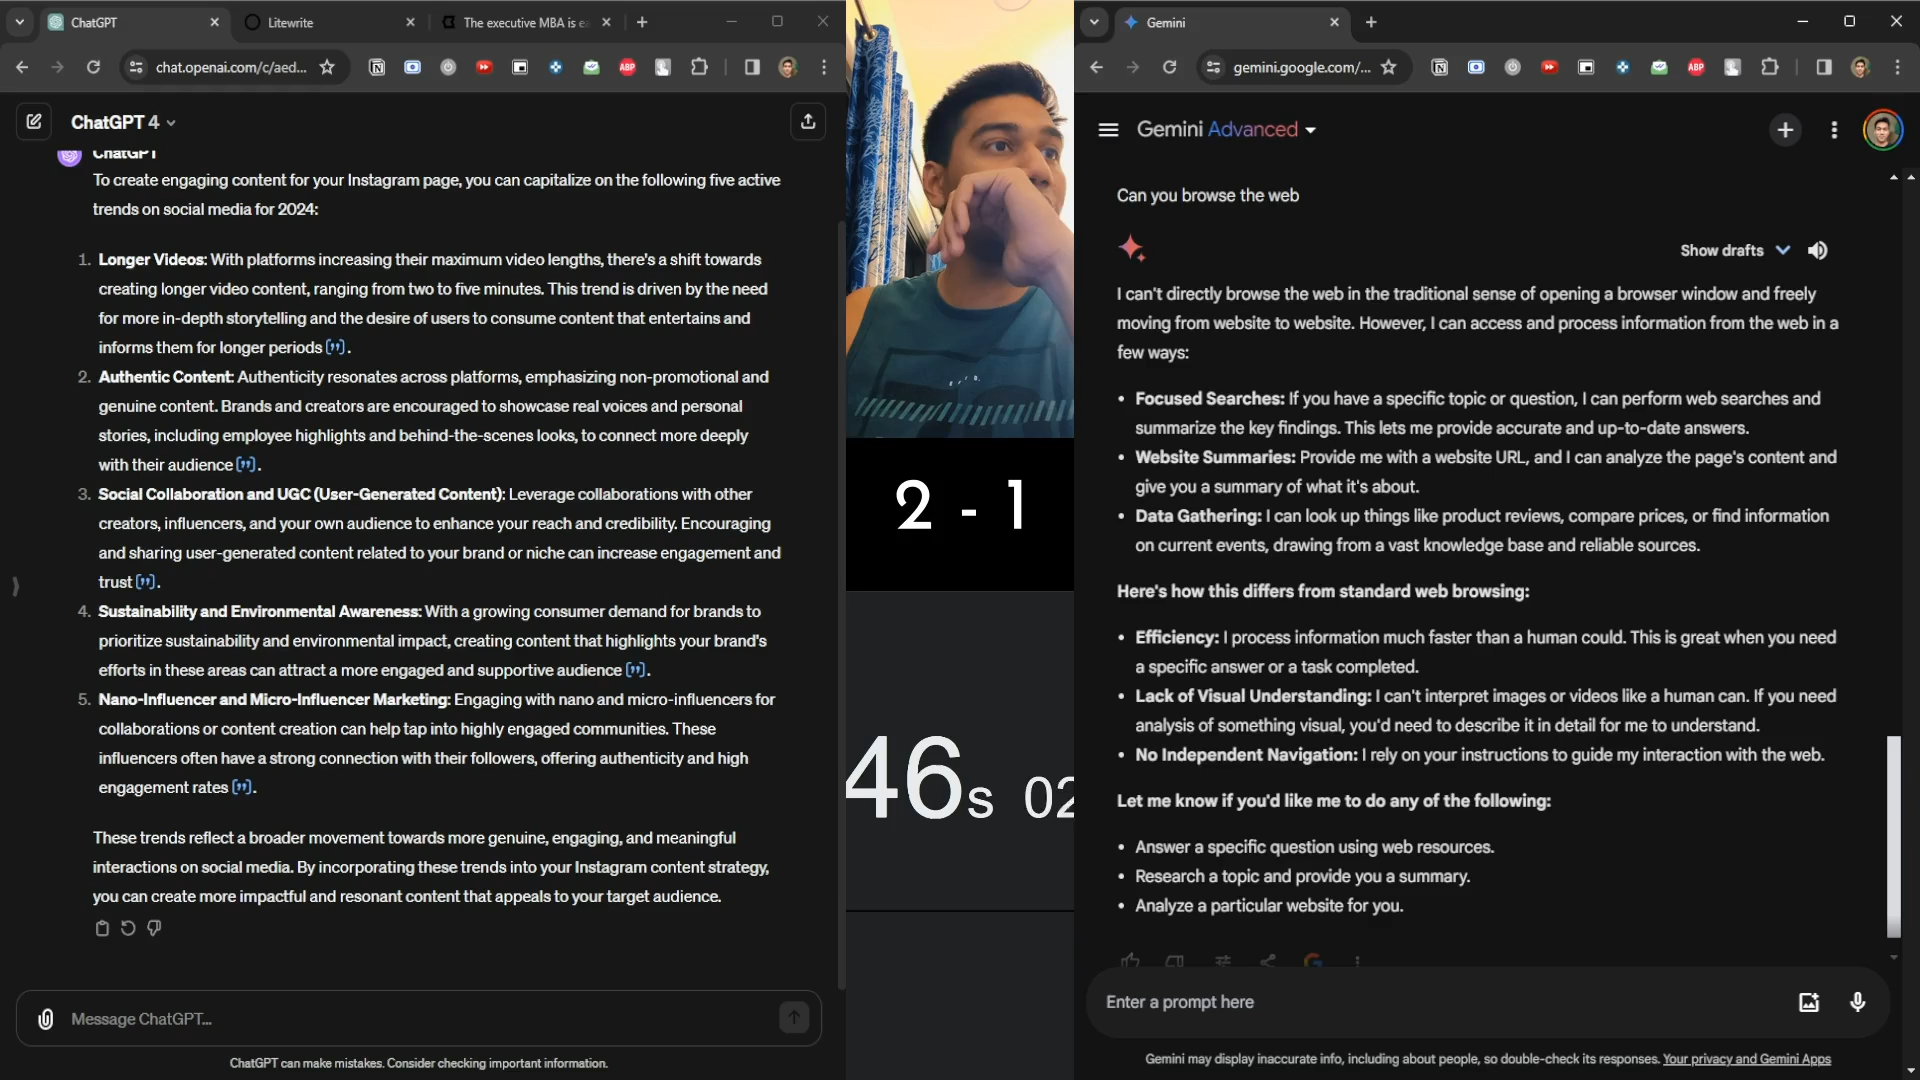 ChatGPT
Litewrite
The executive MBA is ea
chat.openai.com/c/aed...
ABP
ChatGPT 4
ChatGPT
To create engaging content for your Instagram page, you can capitalize on the following five active
trends on social media for 2024:
1. Longer Videos: With platforms increasing their maximum video lengths, there's a shift towards
creating longer video content, ranging from two to five minutes. This trend is driven by the need
for more in-depth storytelling and the desire of users to consume content that entertains and
informs them for longer periods ["].
2. Authentic Content: Authenticity resonates across platforms, emphasizing non-promotional and
genuine content. Brands and creators are encouraged to showcase real voices and personal
stories, including employee highlights and behind-the-scenes looks, to connect more deeply
with their audience ["].
3. Social Collaboration and UGC (User-Generated Content): Leverage collaborations with other
creators, influencers, and your own audience to enhance your reach and credibility. Encouraging
and sharing user-generated content related to your brand or niche can increase engagement and
trust ["].
4. Sustainability and Environmental Awareness: With a growing consumer demand for brands to
prioritize sustainability and environmental impact, creating content that highlights your brand's
efforts in these areas can attract a more engaged and supportive audience ["].
5. Nano-Influencer and Micro-Influencer Marketing: Engaging with nano and micro-influencers for
collaborations or content creation can help tap into highly engaged communities. These
influencers often have a strong connection with their followers, offering authenticity and high
engagement rates ["].
These trends reflect a broader movement towards more genuine, engaging, and meaningful
interactions on social media. By incorporating these trends into your Instagram content strategy,
you can create more impactful and resonant content that appeals to your target audience.
Message ChatGPT...
ChatGPT can make mistakes. Consider checking important information.
2 - 1
46s 02
Gemini
gemini.google.com/...
ABP
Gemini Advanced
Can you browse the web
Show drafts
I can't directly browse the web in the traditional sense of opening a browser window and freely
moving from website to website. However, I can access and process information from the web in a
few ways:
• Focused Searches: If you have a specific topic or question, I can perform web searches and
summarize the key findings. This lets me provide accurate and up-to-date answers.
• Website Summaries: Provide me with a website URL, and I can analyze the page's content and
give you a summary of what it's about.
• Data Gathering: I can look up things like product reviews, compare prices, or find information
on current events, drawing from a vast knowledge base and reliable sources.
Here's how this differs from standard web browsing:
• Efficiency: I process information much faster than a human could. This is great when you need
a specific answer or a task completed.
• Lack of Visual Understanding: I can't interpret images or videos like a human can. If you need
analysis of something visual, you'd need to describe it in detail for me to understand.
• No Independent Navigation: I rely on your instructions to guide my interaction with the web.
Let me know if you'd like me to do any of the following:
• Answer a specific question using web resources.
• Research a topic and provide you a summary.
• Analyze a particular website for you.
Enter a prompt here
Gemini may display inaccurate info, including about people, so double-check its responses. Your privacy and Gemini Apps